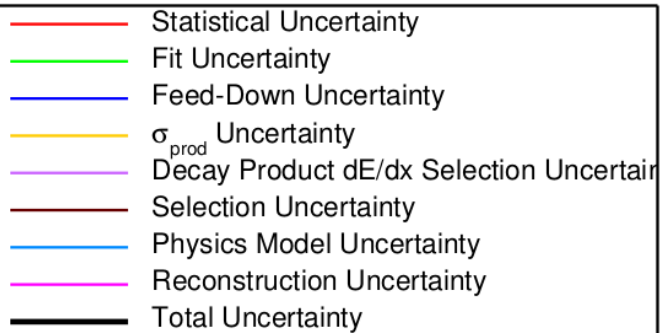 Statistical Uncertainty
Fit Uncertainty
Feed-Down Uncertainty
σprod Uncertainty
Decay Product dE/dx Selection Uncertain
Selection Uncertainty
Physics Model Uncertainty
Reconstruction Uncertainty
Total Uncertainty